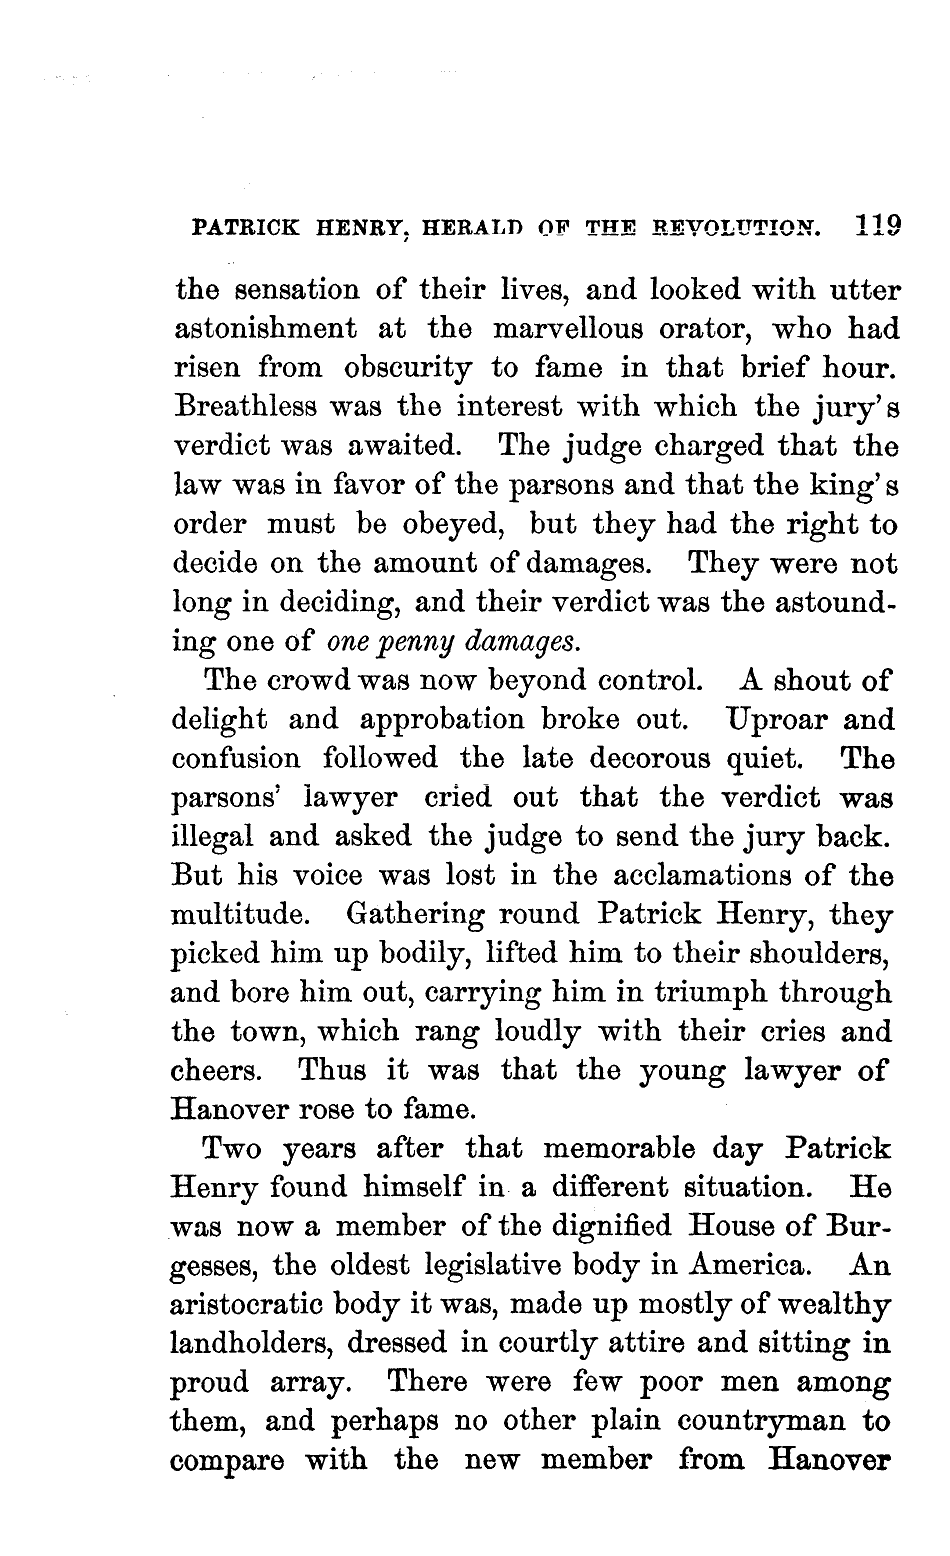 PATRICK HENRY, HERALD OF THE REVOLUTION. 119
the sensation of their lives, and looked with utter
astonishment at the marvellous orator, who had
risen from obscurity to fame in that brief hour.
Breathless was the interest with which the jury's
verdict was awaited. The judge charged that the
law was in favor of the parsons and that the king's
order must be obeyed, but they had the right to
decide on the amount of damages. They were not
long in deciding, and their verdict was the astound-
ing one of one penny damages.
The crowd was now beyond control. A shout of
delight and approbation broke out. Uproar and
confusion followed the late decorous quiet. The
parsons' lawyer cried out that the verdict was
illegal and asked the judge to send the jury back.
But his voice was lost in the acclamations of the
multitude. Gathering round Patrick Henry, they
picked him up bodily, lifted him to their shoulders,
and bore him out, carrying him in triumph through
the town, which rang loudly with their cries and
cheers. Thus it was that the young lawyer of
Hanover rose to fame.
Two years after that memorable day Patrick
Henry found himself in a different situation. He
was now a member of the dignified House of Bur-
gesses, the oldest legislative body in America. An
aristocratic body it was, made up mostly of wealthy
landholders, dressed in courtly attire and sitting in
proud array. There were few poor men among
them, and perhaps no other plain countryman to
compare with the new member from Hanover